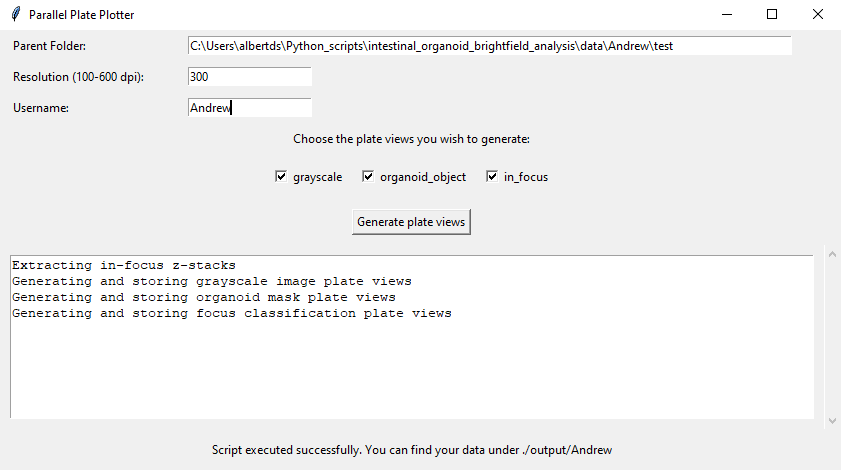 Parallel Plate Plotter
Parent Folder: C:\Users\albertds\Python_scripts\intestinal_organoid_brightfield_analysis\data\Andrew\test
Resolution (100-600 dpi): 300
Username: Andrew
Choose the plate views you wish to generate:
grayscale organoid_object in_focus
Generate plate views
Extracting in-focus z-stacks
Generating and storing grayscale image plate views
Generating and storing organoid mask plate views
Generating and storing focus classification plate views
Script executed successfully. You can find your data under ./output/Andrew